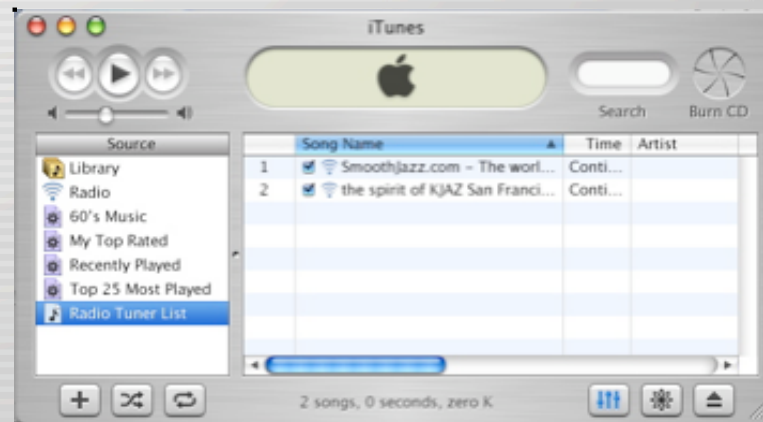 iTunes
Search
Burn CD
Source
Library
Radio
60's Music
My Top Rated
Recently Played
Top 25 Most Played
Radio Tuner List
Song Name Time Artist
1 SmoothJazz.com – The worl... Conti...
2 the spirit of KJAZ San Franci... Conti...
2 songs, 0 seconds, zero K